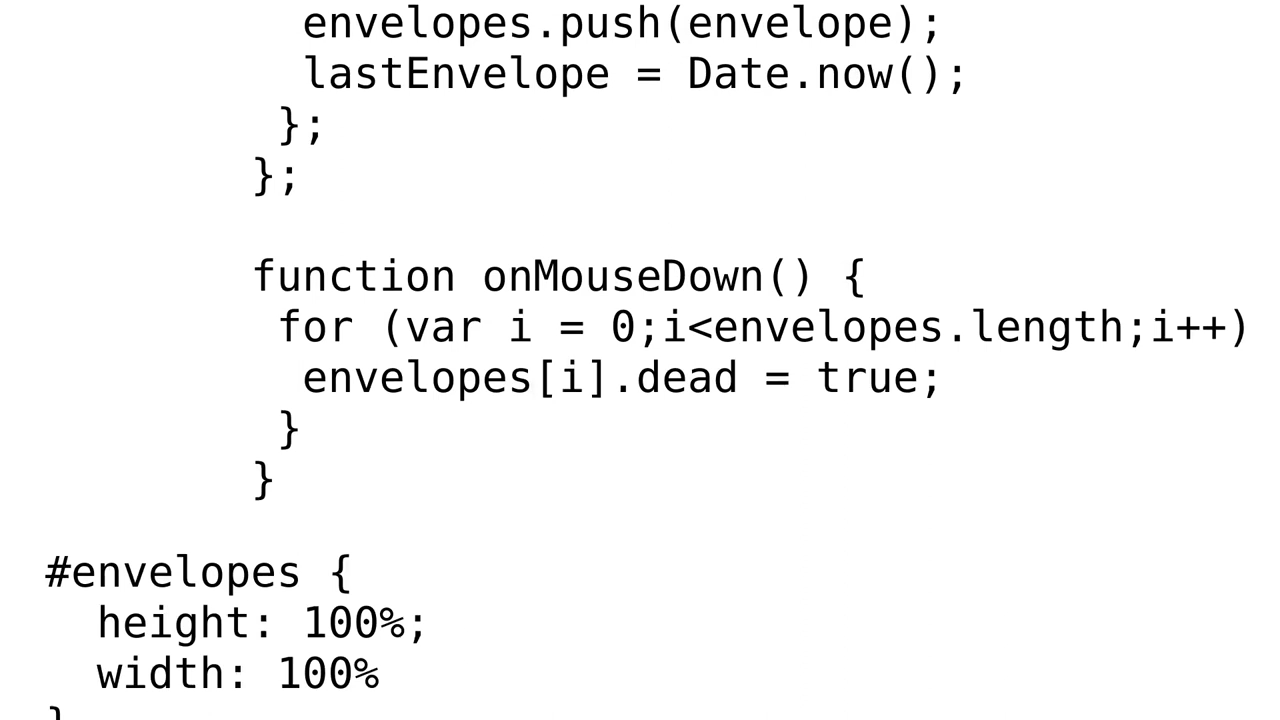 envelopes.push(envelope);
lastEnvelope = Date.now();
};
};
function onMouseDown() {
for (var i = 0;i<envelopes.length;i++)
envelopes[i].dead = true;
}
}
#envelopes {
height: 100%;
width: 100%
}